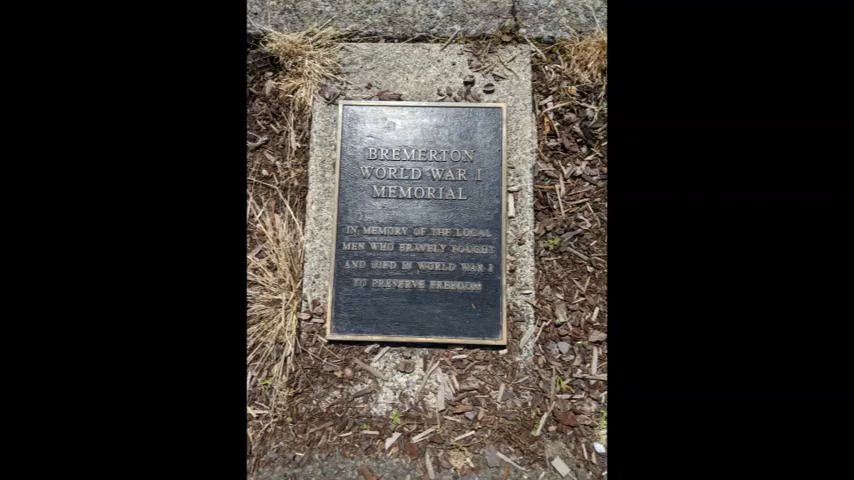 BREMERTON
WORLD WAR I
MEMORIAL
IN MEMORY OF THE LOCAL
MEN WHO BRAVELY FOUGHT
AND DIED IN WORLD WAR I
TO PRESERVE FREEDOM